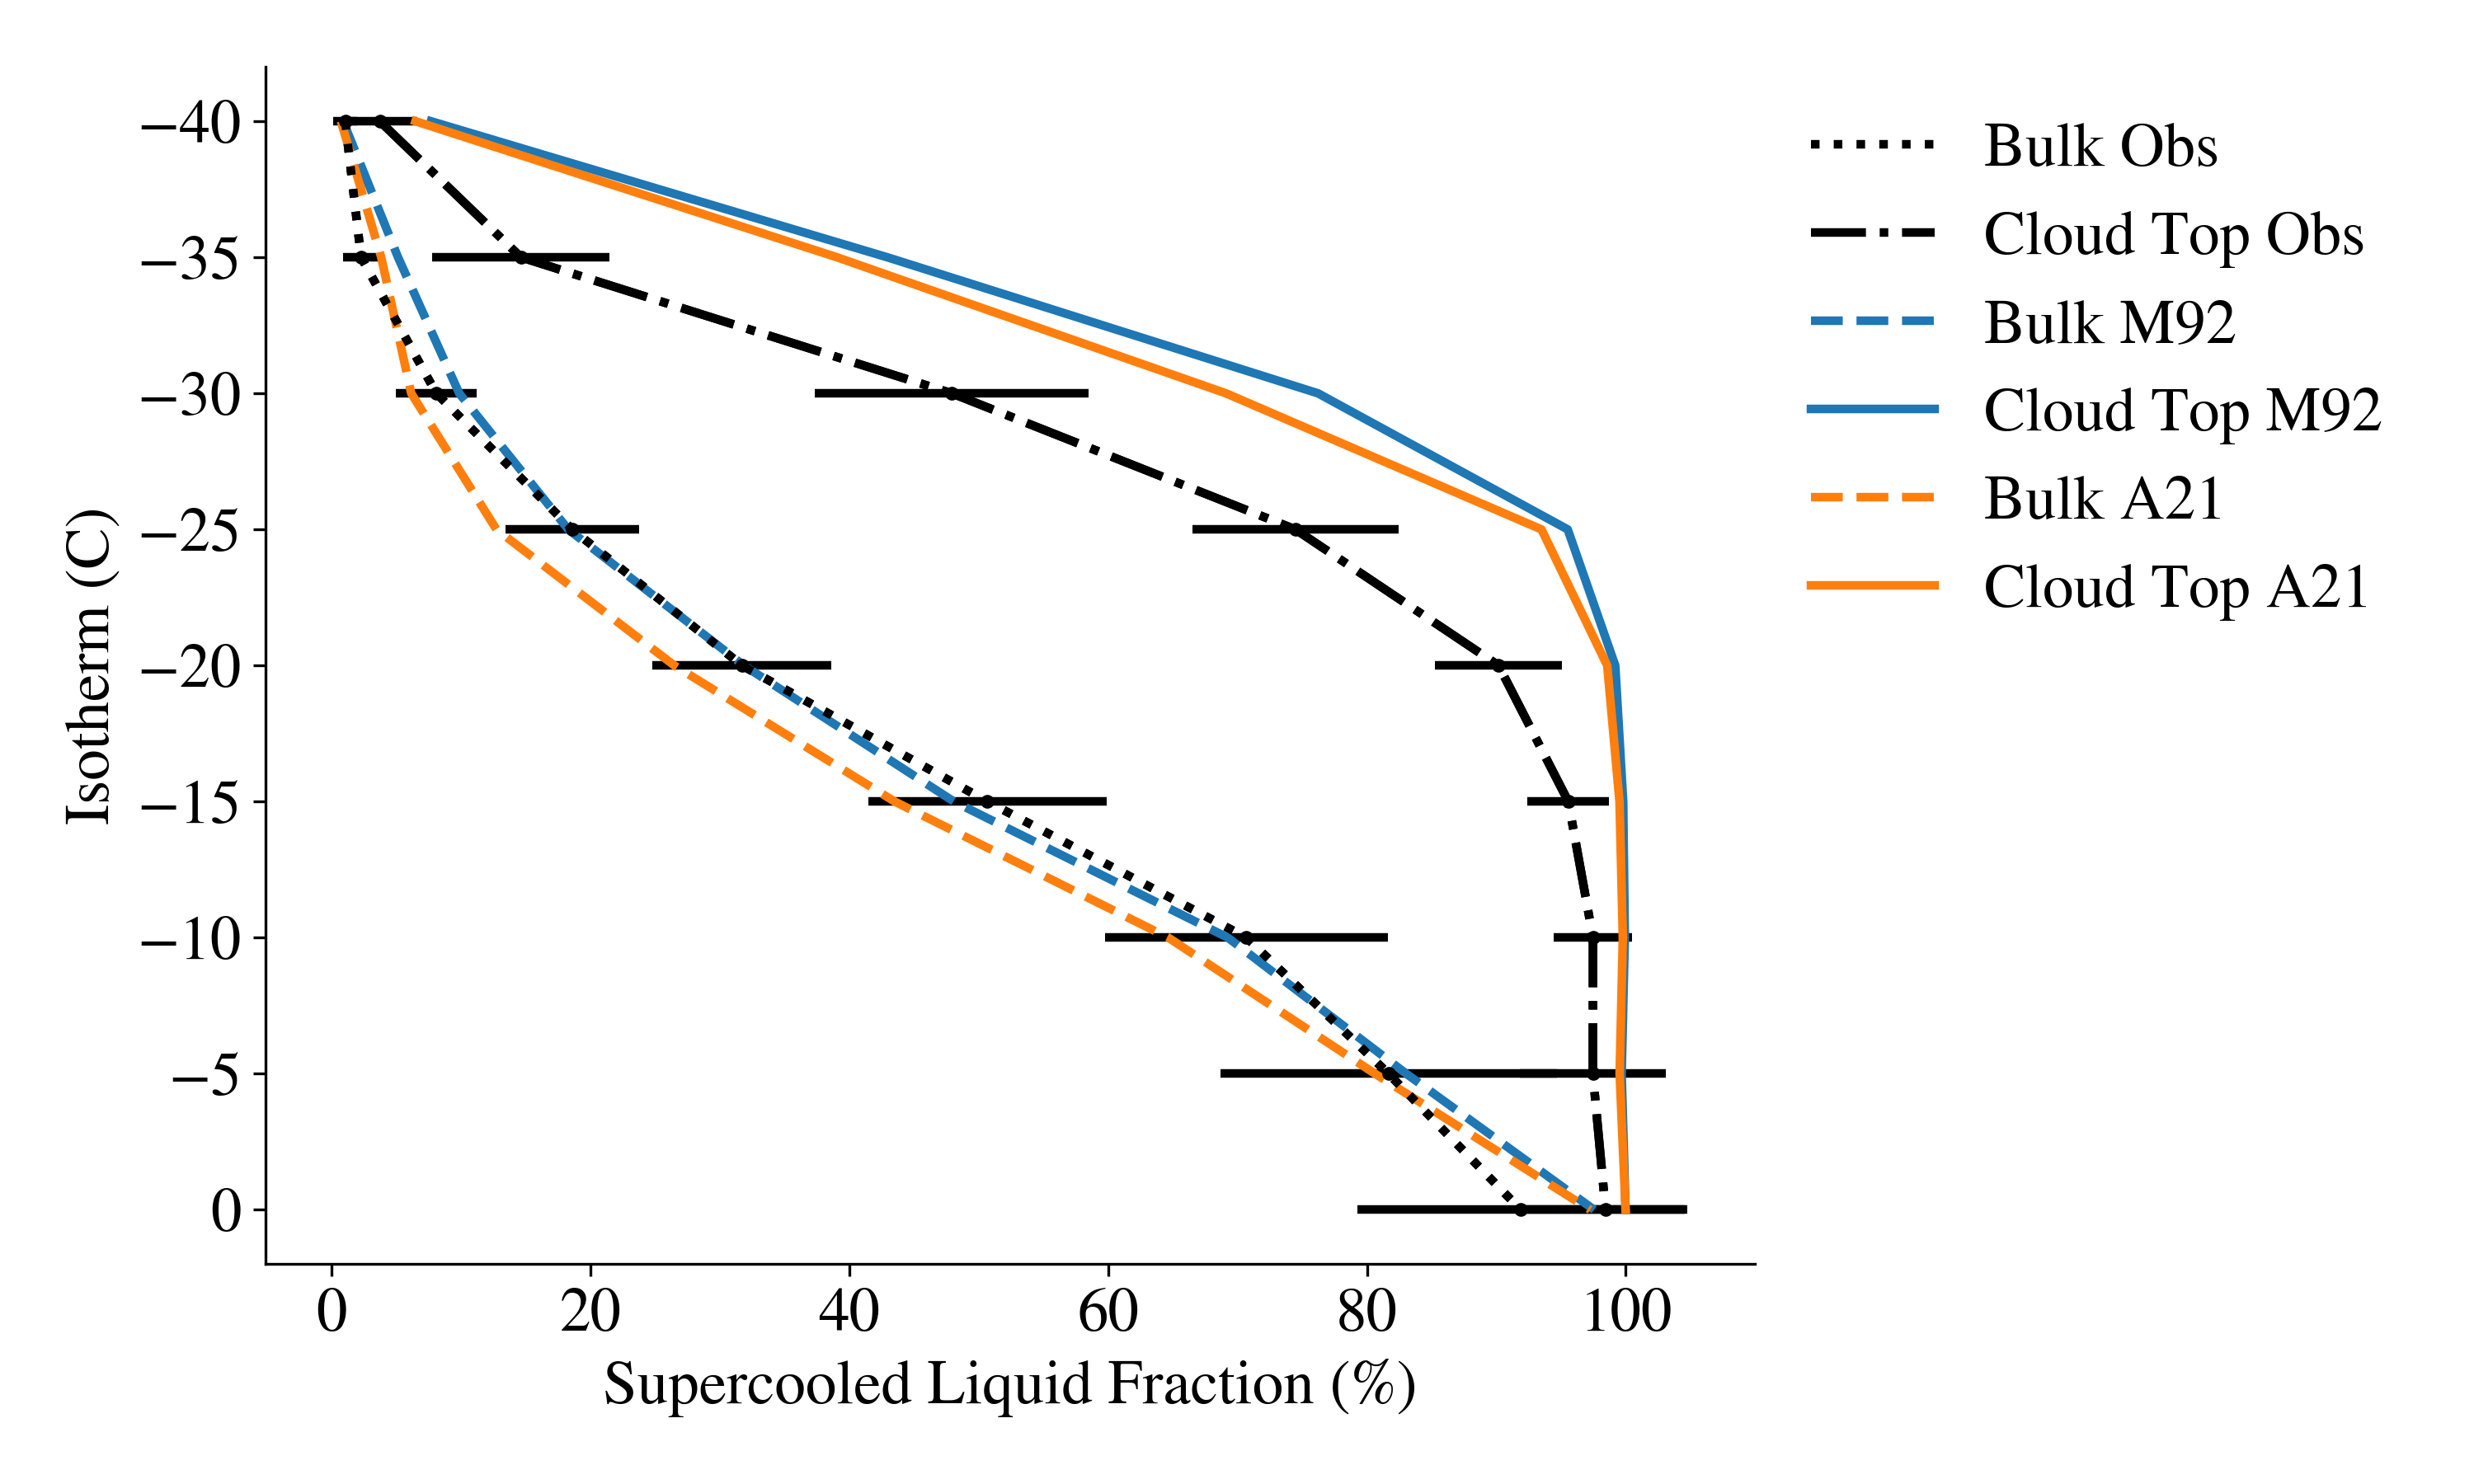 −40
−35
−30
−25
−20
−15
−10
−5
0
Isotherm (C)
0 20 40 60 80 100
Supercooled Liquid Fraction (%)
Bulk Obs
Cloud Top Obs
Bulk M92
Cloud Top M92
Bulk A21
Cloud Top A21